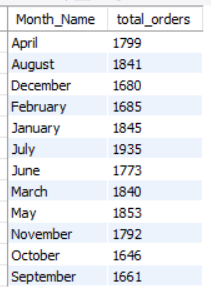 Month_Name total_orders
April 1799
August 1841
December 1680
February 1685
January 1845
July 1935
June 1773
March 1840
May 1853
November 1792
October 1646
September 1661